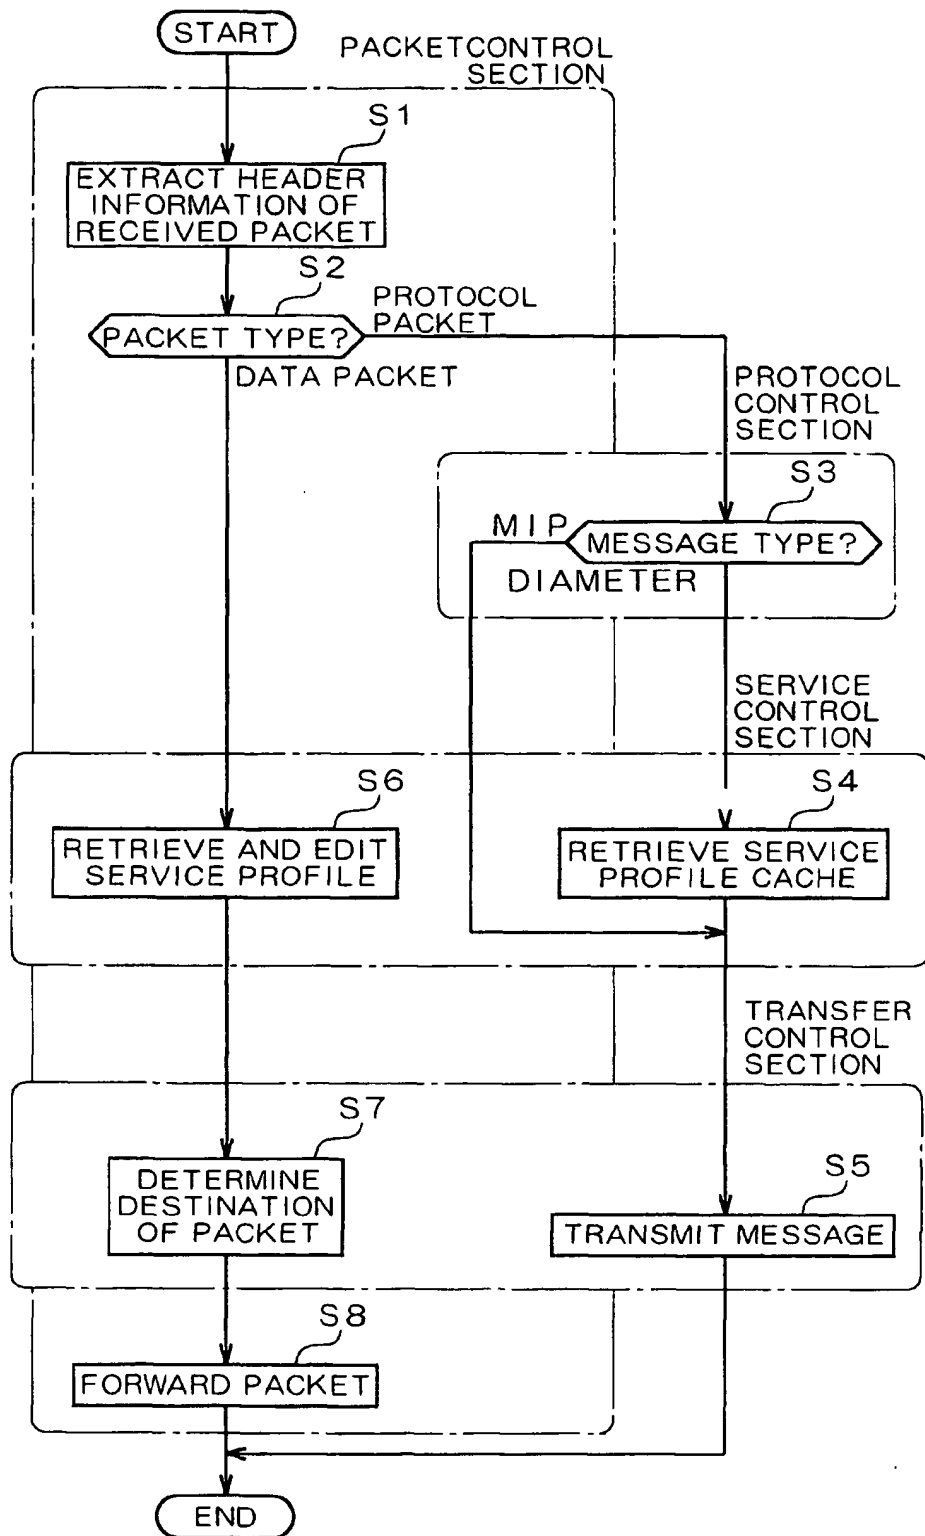 START
PACKETCONTROL
SECTION
S1
EXTRACT HEADER
INFORMATION OF
RECEIVED PACKET
S2
PACKET TYPE?
PROTOCOL
PACKET
DATA PACKET
PROTOCOL
CONTROL
SECTION
S3
MIP
MESSAGE TYPE?
DIAMETER
SERVICE
CONTROL
SECTION
S6
RETRIEVE AND EDIT
SERVICE PROFILE
S4
RETRIEVE SERVICE
PROFILE CACHE
TRANSFER
CONTROL
SECTION
S7
DETERMINE
DESTINATION
OF PACKET
S5
TRANSMIT MESSAGE
S8
FORWARD PACKET
END